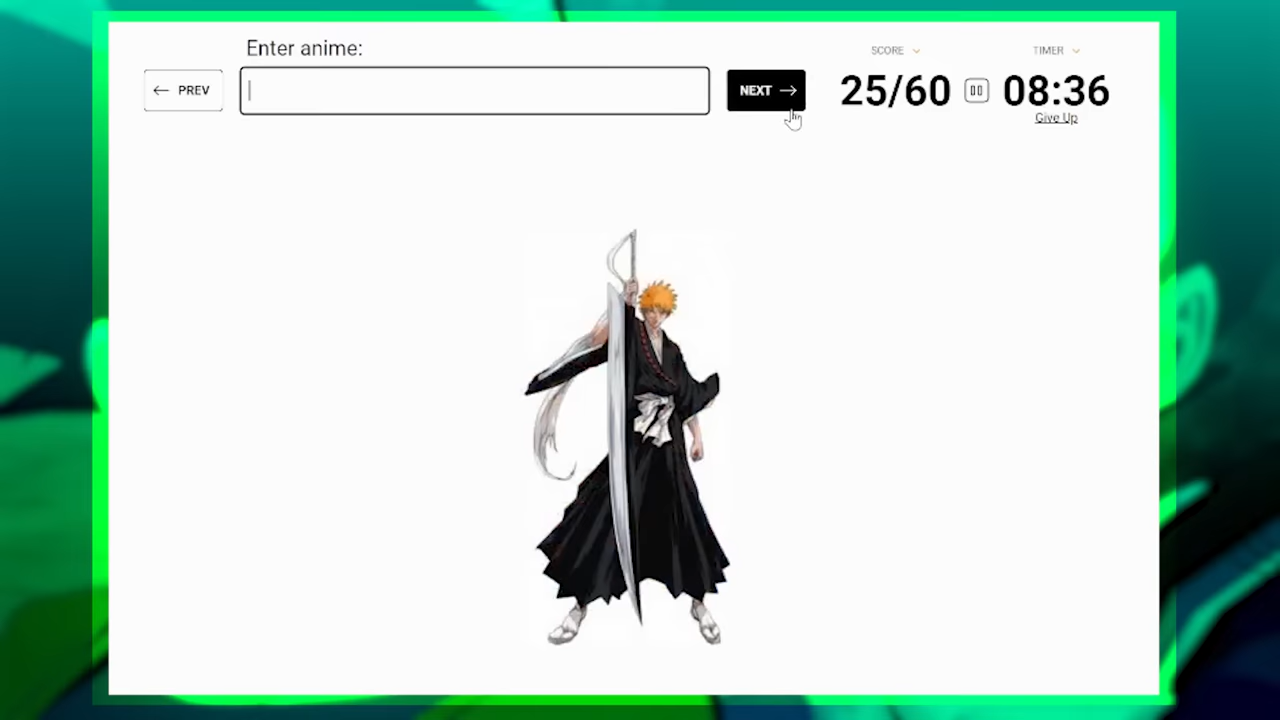 Enter anime:
SCORE
TIMER
← PREV
NEXT →
25/60
08:36
Give Up